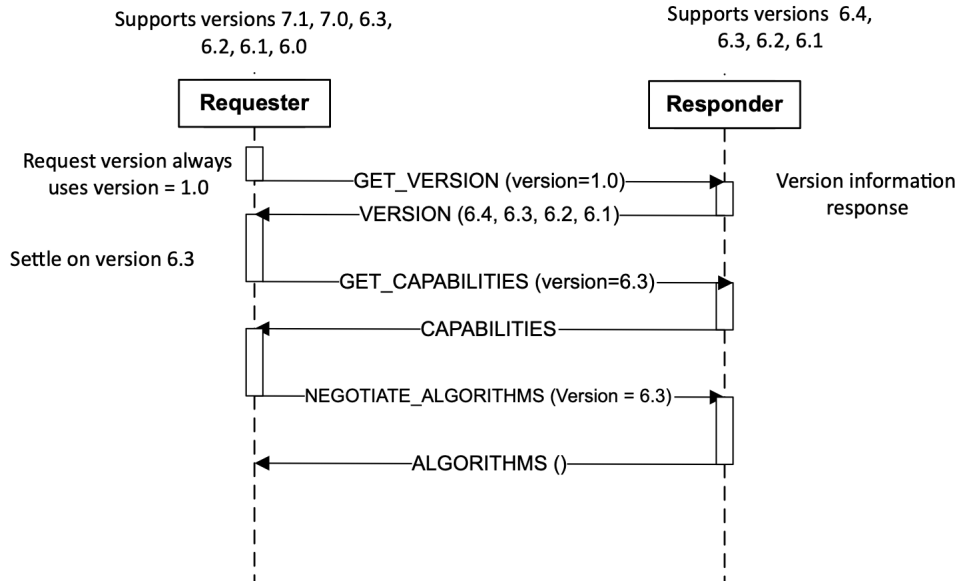 Supports versions 7.1, 7.0, 6.3,
6.2, 6.1, 6.0
Supports versions 6.4,
6.3, 6.2, 6.1
Requester
Responder
Request version always
uses version = 1.0
GET_VERSION (version=1.0)
Version information
response
VERSION (6.4, 6.3, 6.2, 6.1)
Settle on version 6.3
GET_CAPABILITIES (version=6.3)
CAPABILITIES
NEGOTIATE_ALGORITHMS (Version = 6.3)
ALGORITHMS ()